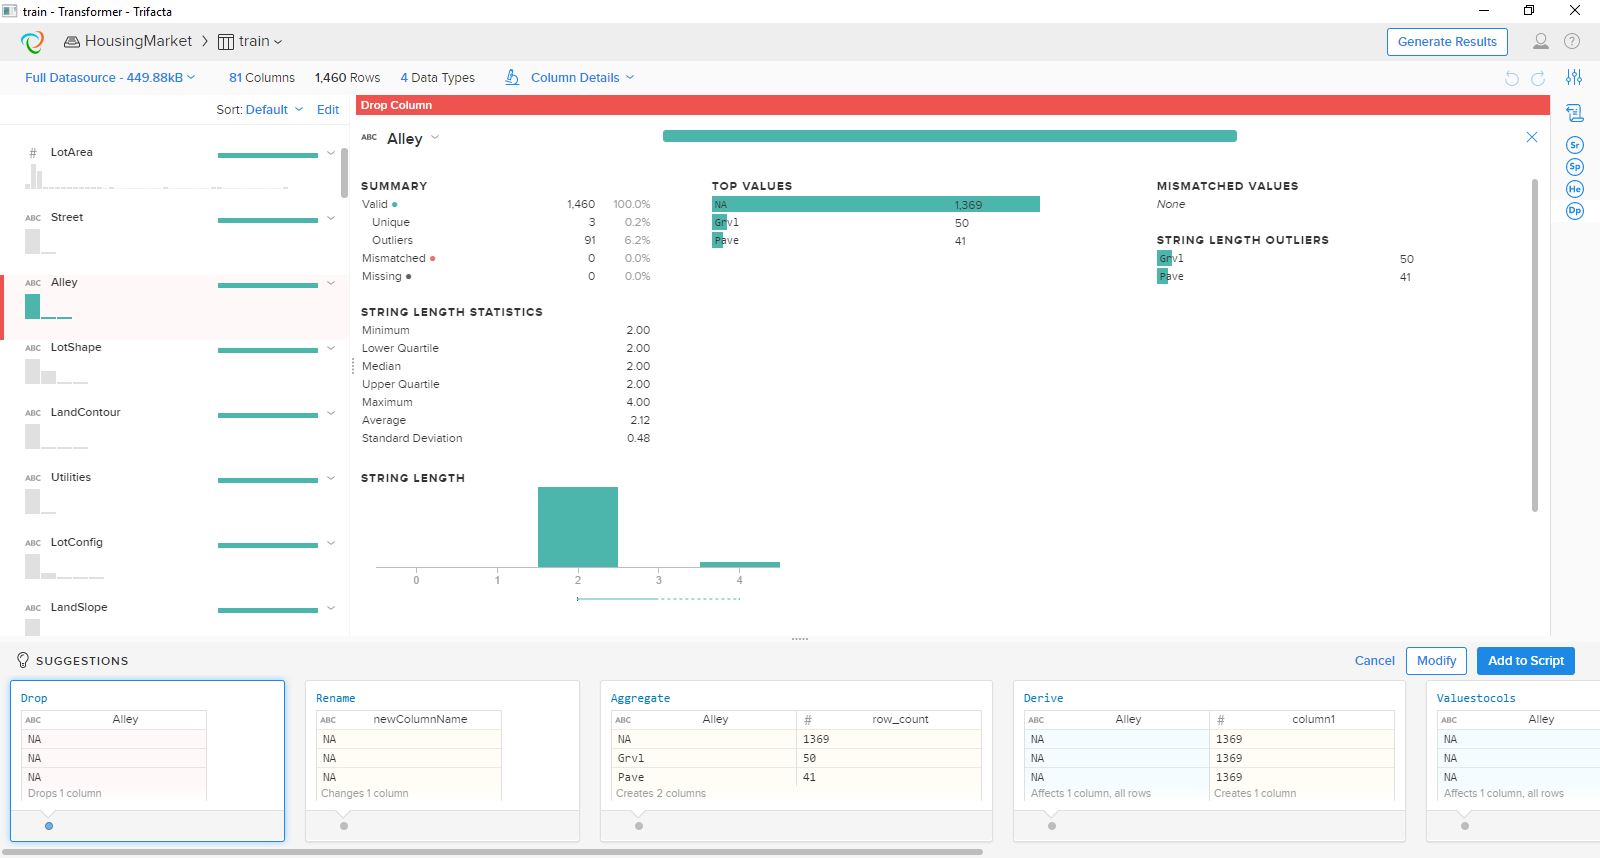 train - Transformer - Trifacta
HousingMarket > train
Generate Results
?
Full Datasource - 449.88kB
81 Columns
1,460 Rows
4 Data Types
Column Details
Sort: Default
Edit
# LotArea
ABC Street
ABC Alley
ABC LotShape
ABC LandContour
ABC Utilities
ABC LotConfig
ABC LandSlope
Drop Column
ABC Alley
SUMMARY
Valid 1,460 100.0%
Unique 3 0.2%
Outliers 91 6.2%
Mismatched 0 0.0%
Missing 0 0.0%
STRING LENGTH STATISTICS
Minimum 2.00
Lower Quartile 2.00
Median 2.00
Upper Quartile 2.00
Maximum 4.00
Average 2.12
Standard Deviation 0.48
STRING LENGTH
0 1 2 3 4
TOP VALUES
NA 1,369
Grvl 50
Pave 41
MISMATCHED VALUES
None
STRING LENGTH OUTLIERS
Grvl 50
Pave 41
Sr
Sp
He
Dp
SUGGESTIONS
Cancel
Modify
Add to Script
Drop
ABC Alley
NA
NA
NA
Drops 1 column
Rename
ABC newColumnName
NA
NA
NA
Changes 1 column
Aggregate
ABC Alley # row_count
NA 1369
Grvl 50
Pave 41
Creates 2 columns
Derive
ABC Alley # column1
NA 1369
NA 1369
NA 1369
Affects 1 column, all rows Creates 1 column
Valuestocols
ABC Alley
NA
NA
NA
Affects 1 column, all rows